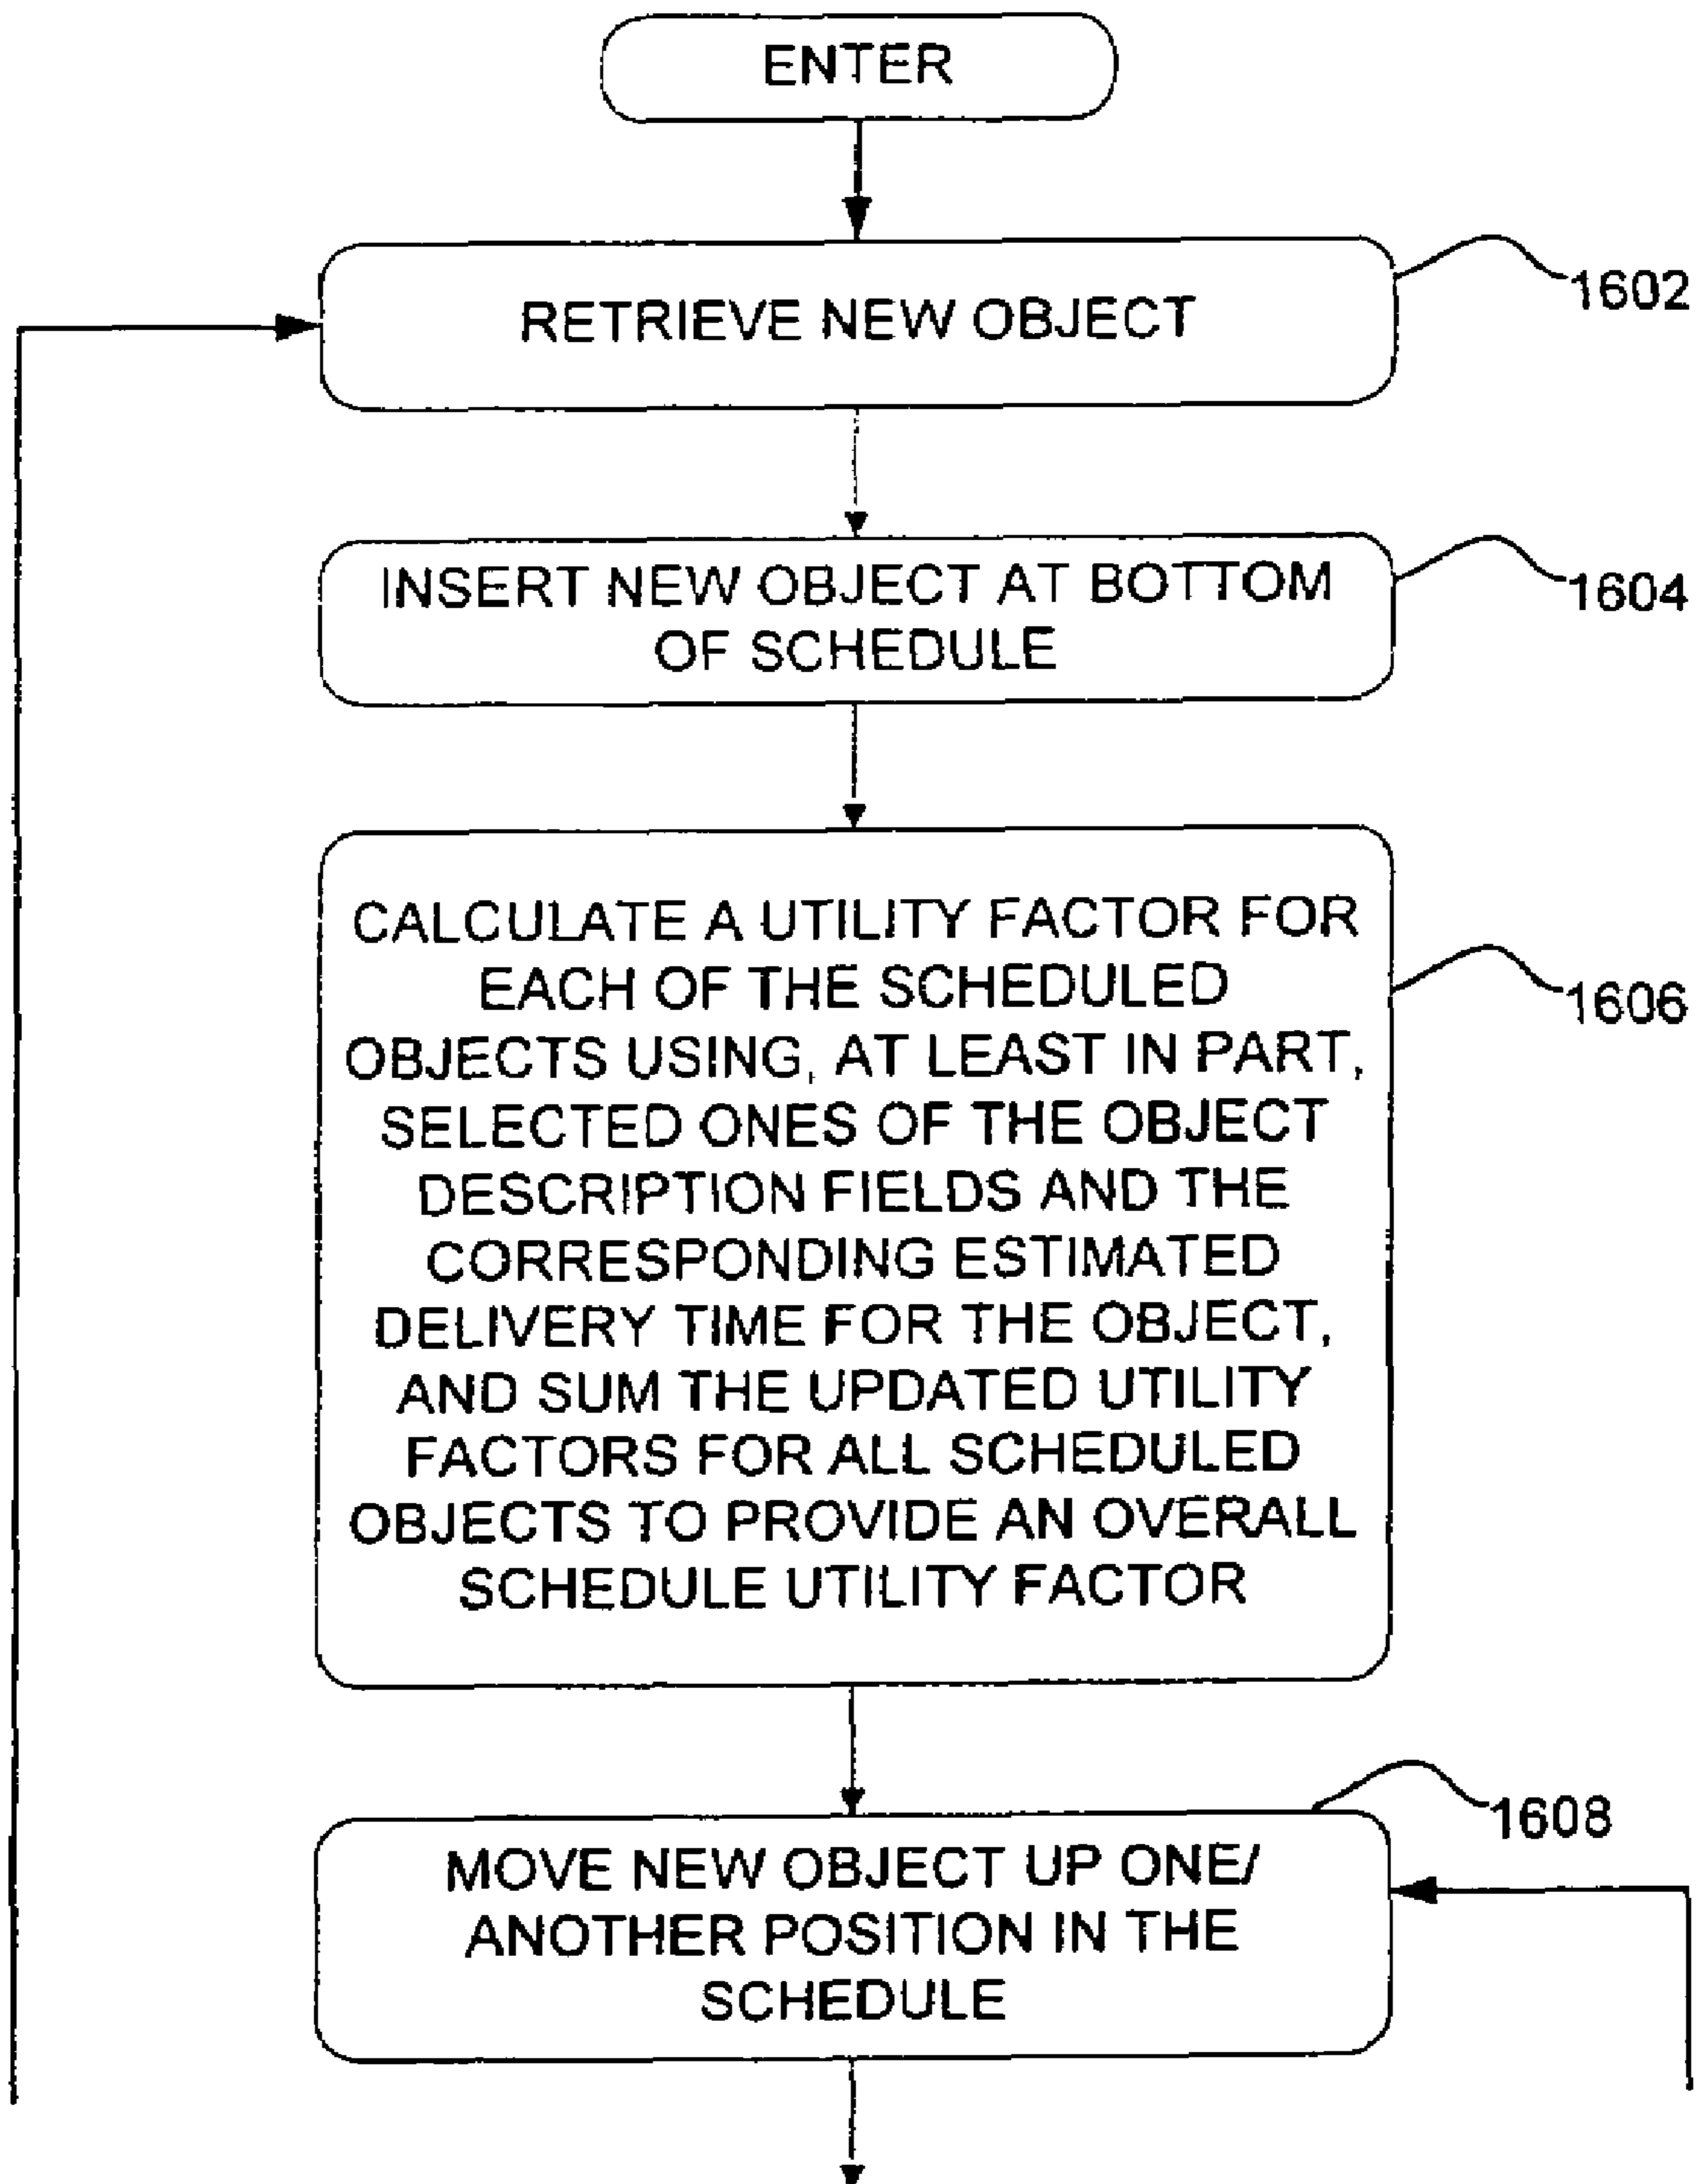 ENTER
RETRIEVE NEW OBJECT
1602
INSERT NEW OBJECT AT BOTTOM
OF SCHEDULE
1604
CALCULATE A UTILITY FACTOR FOR
EACH OF THE SCHEDULED
OBJECTS USING, AT LEAST IN PART,
SELECTED ONES OF THE OBJECT
DESCRIPTION FIELDS AND THE
CORRESPONDING ESTIMATED
DELIVERY TIME FOR THE OBJECT,
AND SUM THE UPDATED UTILITY
FACTORS FOR ALL SCHEDULED
OBJECTS TO PROVIDE AN OVERALL
SCHEDULE UTILITY FACTOR
1606
MOVE NEW OBJECT UP ONE/
ANOTHER POSITION IN THE
SCHEDULE
1608